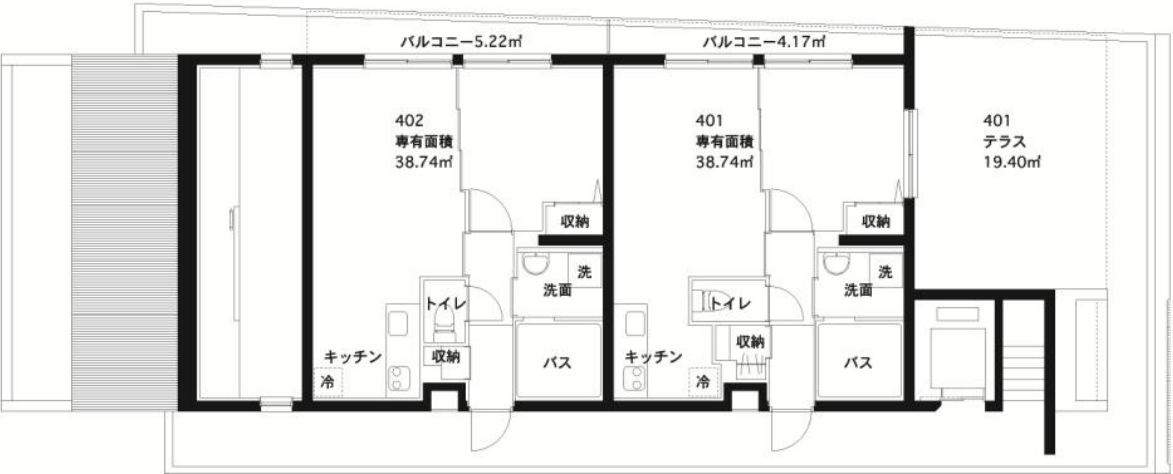 バルコニー5.22㎡
バルコニー4.17㎡
402
専有面積
38.74㎡
401
専有面積
38.74㎡
401
テラス
19.40㎡
収納
収納
洗
洗面
トイレ
洗
洗面
トイレ
キッチン
冷
収納
バス
キッチン
冷
収納
バス